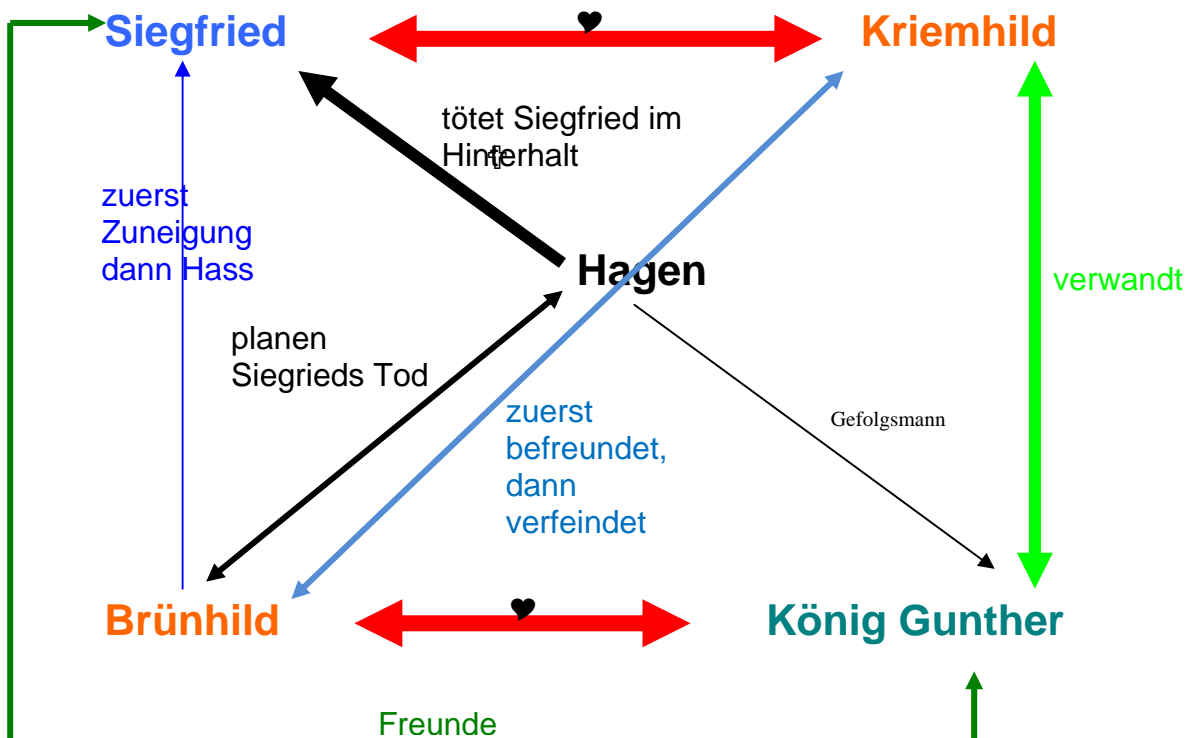 Siegfried
Kriemhild
tötet Siegfried im
Hinterhalt
zuerst
Zuneigung
dann Hass
Hagen
verwandt
planen
Siegrieds Tod
zuerst
befreundet,
dann
verfeindet
Gefolgsmann
Brünhild
König Gunther
Freunde